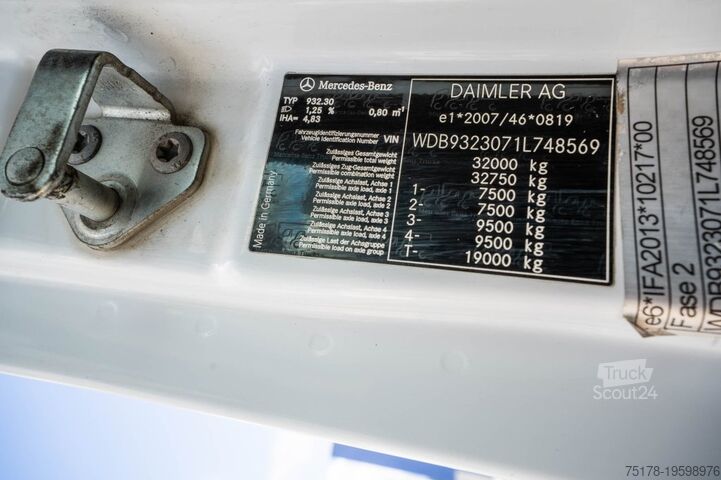 Mercedes-Benz
DAIMLER AG
TYP 932.30
1,25 % 0,80 m²
IHA= 4,83
e1*2007/46*0819
Fahrzeugidentifizierungsnummer
Vehicle Identification Number VIN
WDB9323071L748569
Zulässiges Gesamtgewicht
Permissible total weight
32000 kg
Zulässiges Zug-Gesamtgewicht
Permissible combination weight
32750 kg
Zulässige Achslast, Achse 1
Permissible axle load, axle 1
1- 7500 kg
Zulässige Achslast, Achse 2
Permissible axle load, axle 2
2- 7500 kg
Zulässige Achslast, Achse 3
Permissible axle load, axle 3
3- 9500 kg
Zulässige Achslast, Achse 4
Permissible axle load, axle 4
4- 9500 kg
Zulässige Last der Achsgruppe
Permissible load on axle group
T- 19000 kg
Made in Germany
e6*IFA2013*10217*00
Fase 2
WDB9323071L748569
Truck
Scout24
75178-19598976